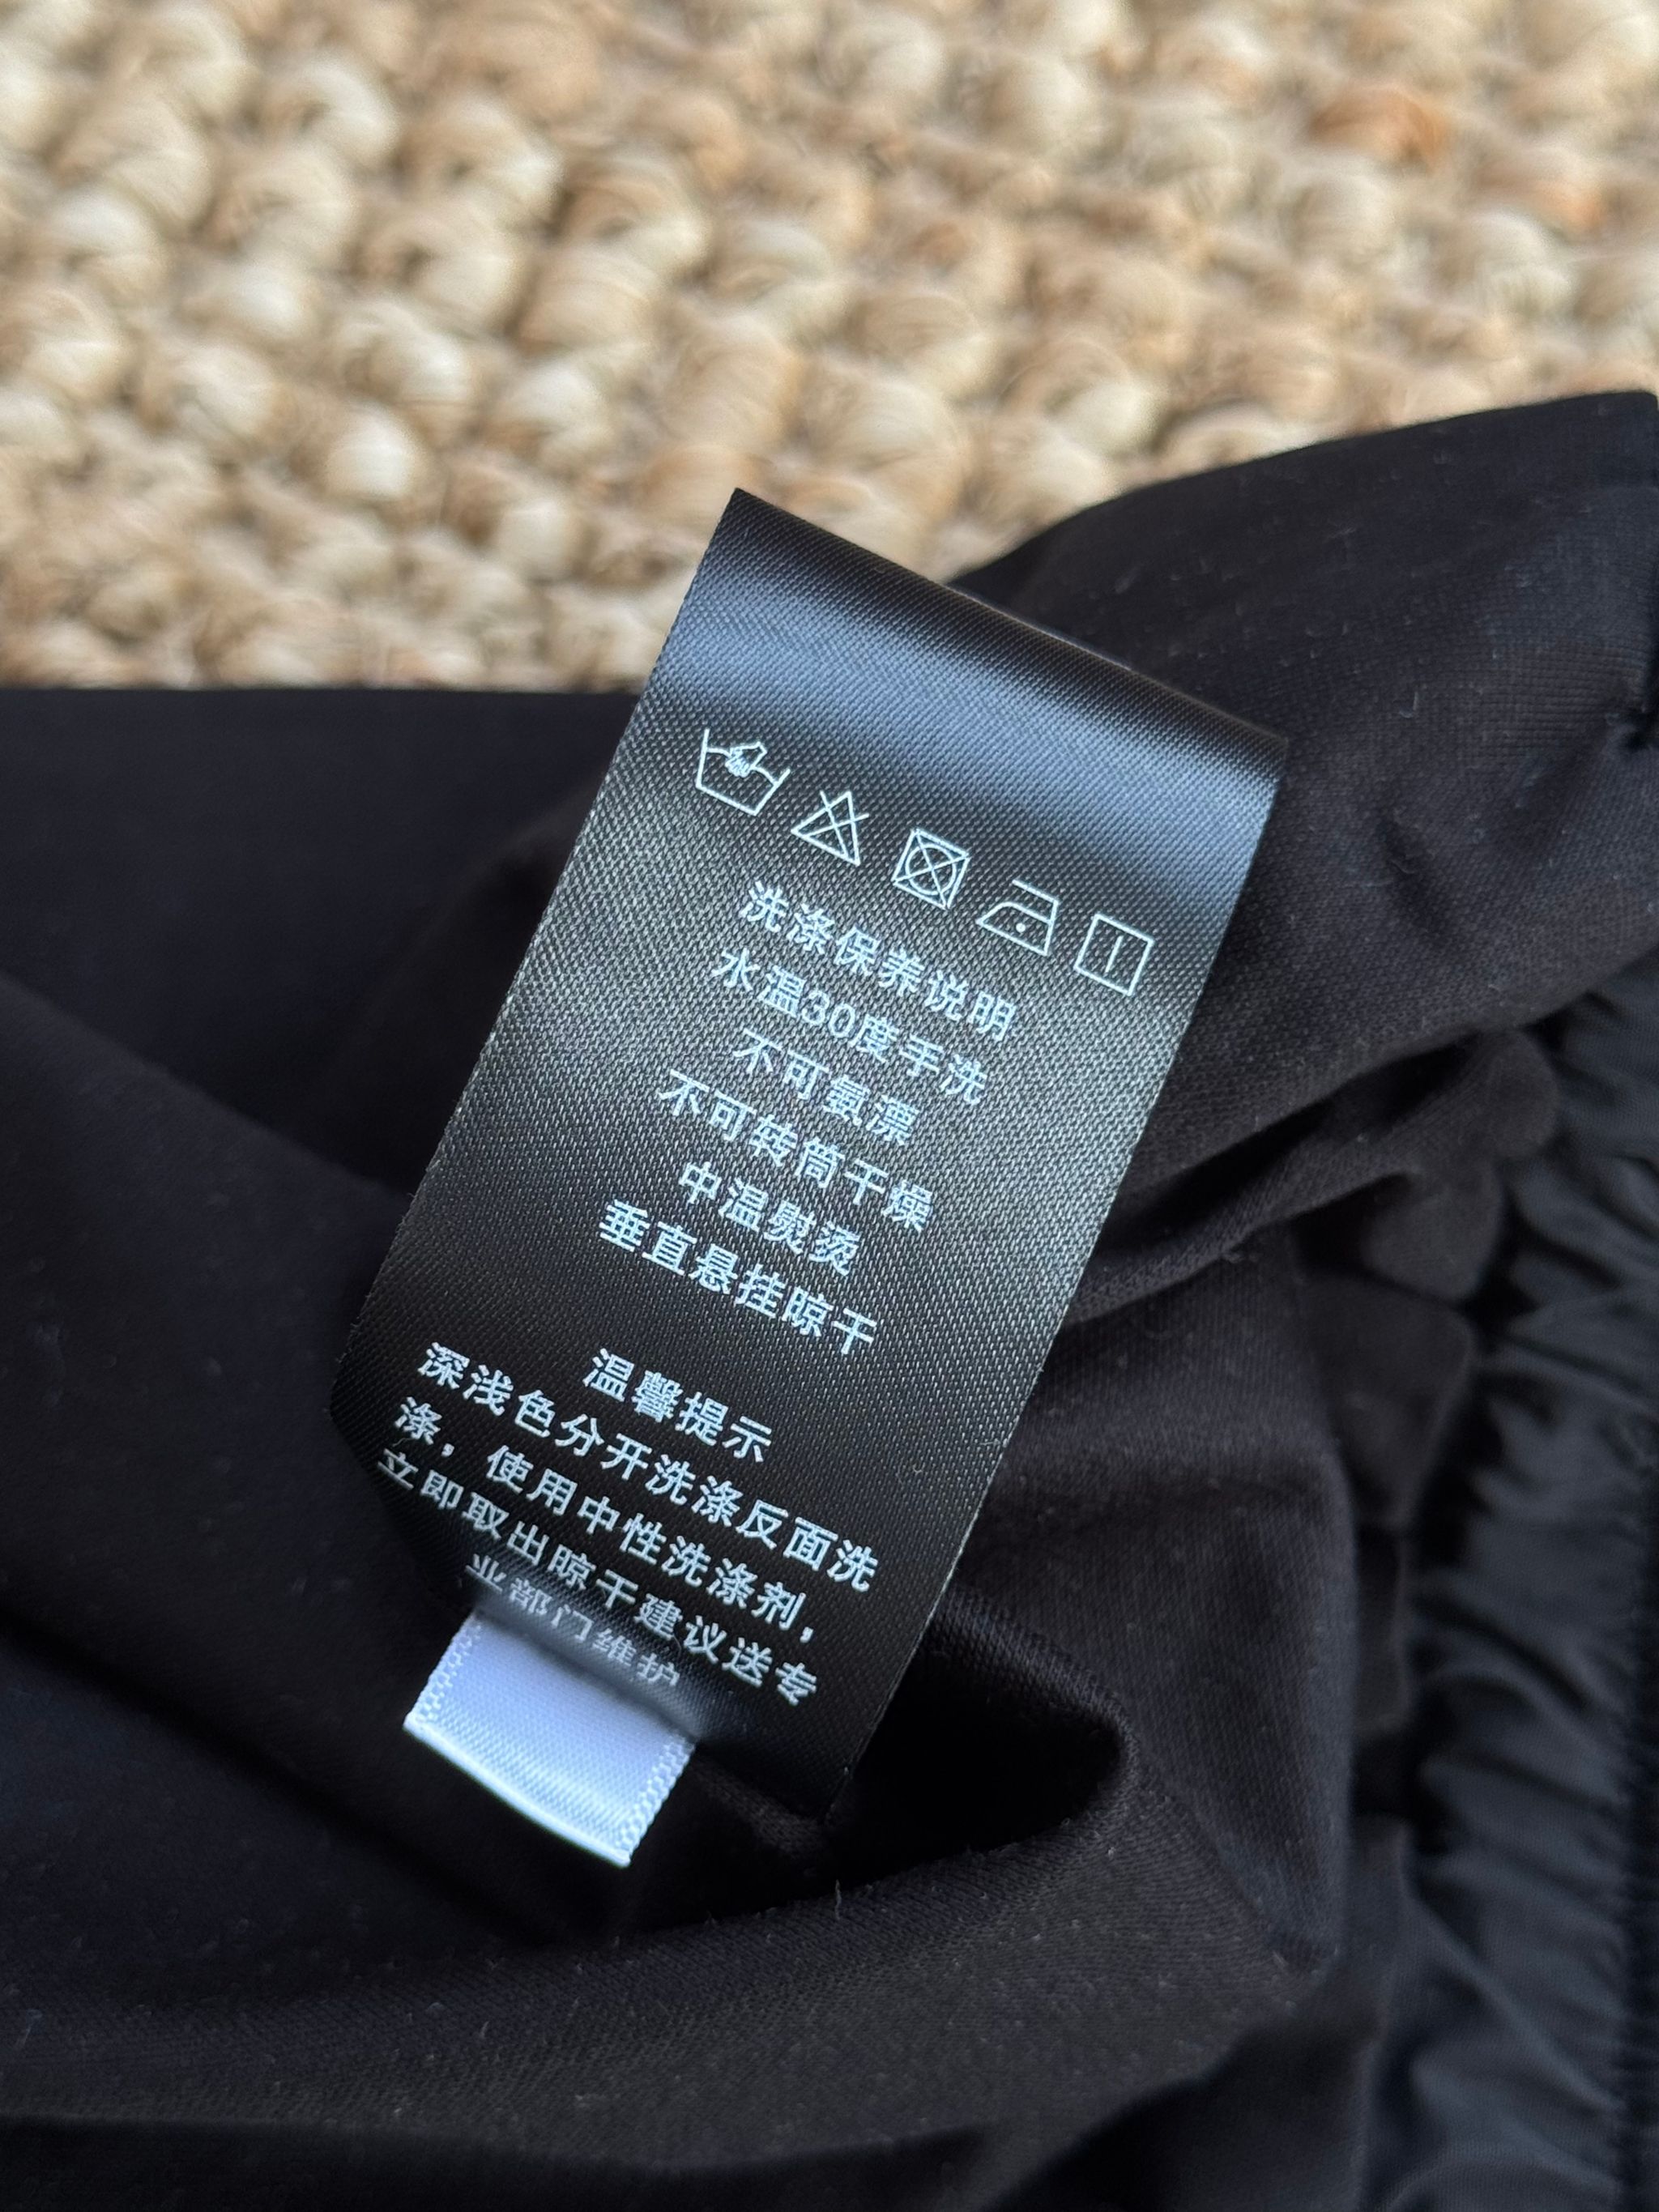 洗涤保养说明
水温30度手洗
不可氨漂
不可转筒干燥
中温熨烫
垂直悬挂晾干
温馨提示
深浅色分开洗涤反面洗
涤，使用中性洗涤剂，
立即取出晾干建议送专
业部门维护